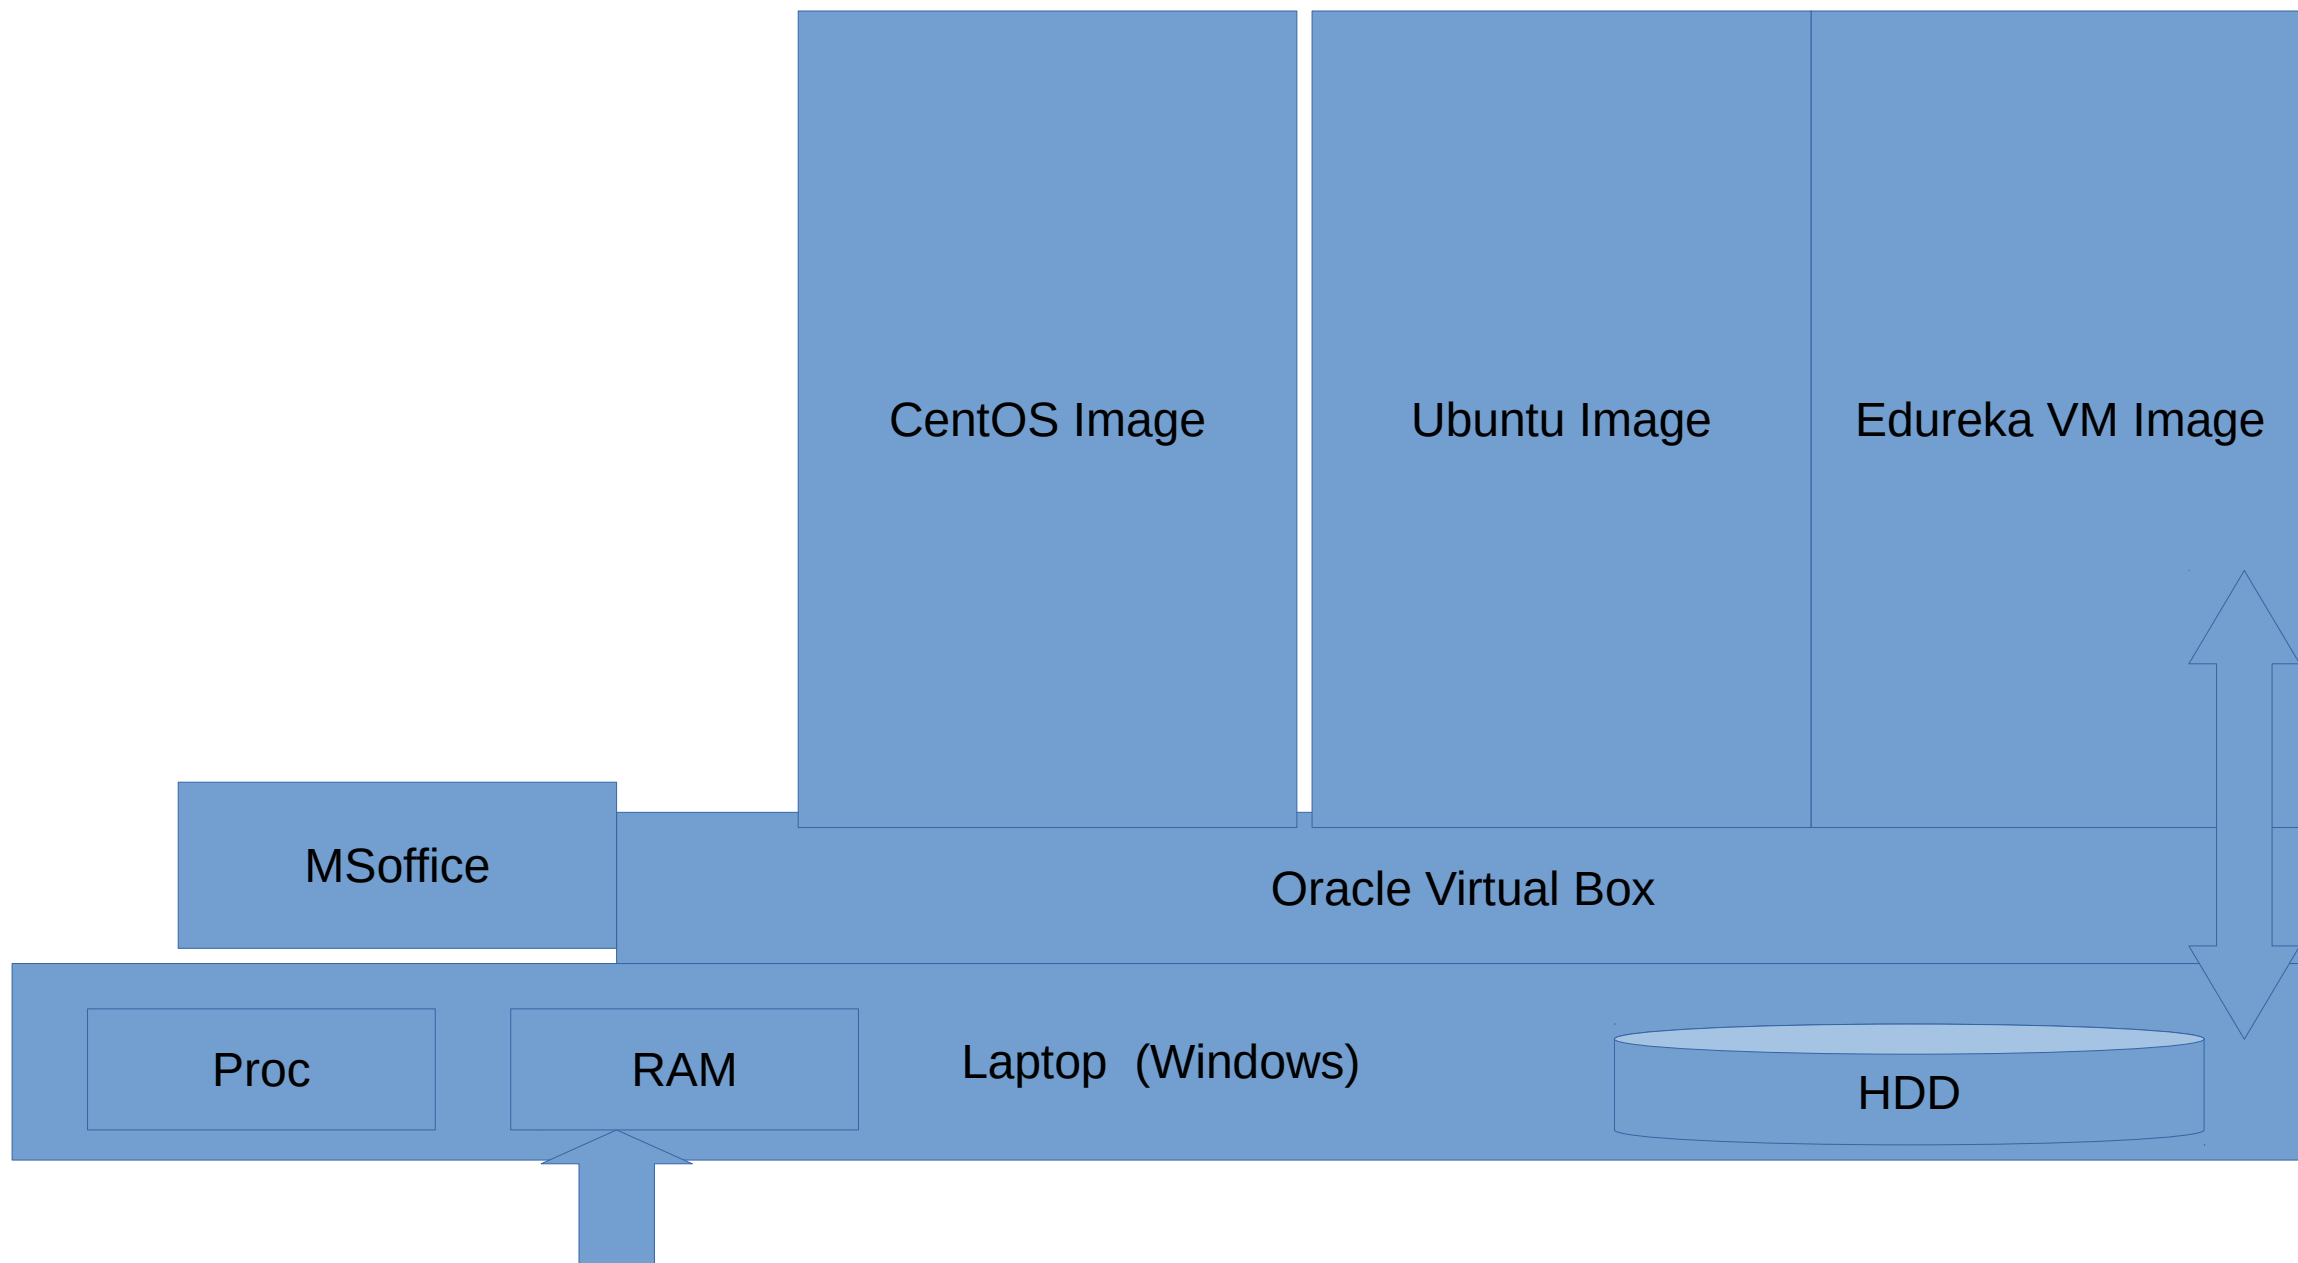 CentOS Image
Ubuntu Image
Edureka VM Image
MSoffice
Oracle Virtual Box
Proc
RAM
Laptop  (Windows)
HDD